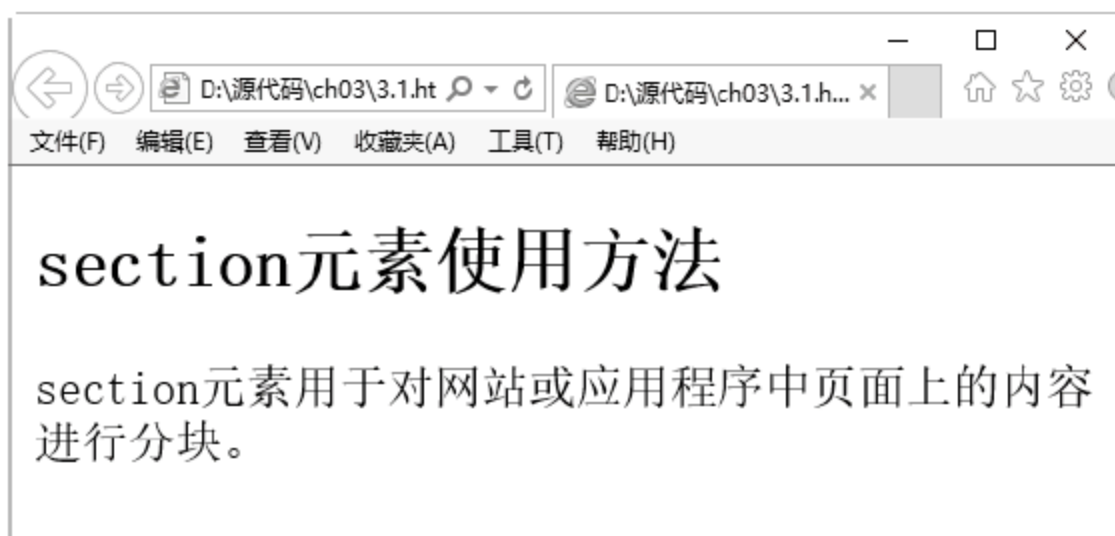 D:\源代码\ch03\3.1.ht D:\源代码\ch03\3.1.h...
文件(F) 编辑(E) 查看(V) 收藏夹(A) 工具(T) 帮助(H)
section元素使用方法
section元素用于对网站或应用程序中页面上的内容
进行分块。